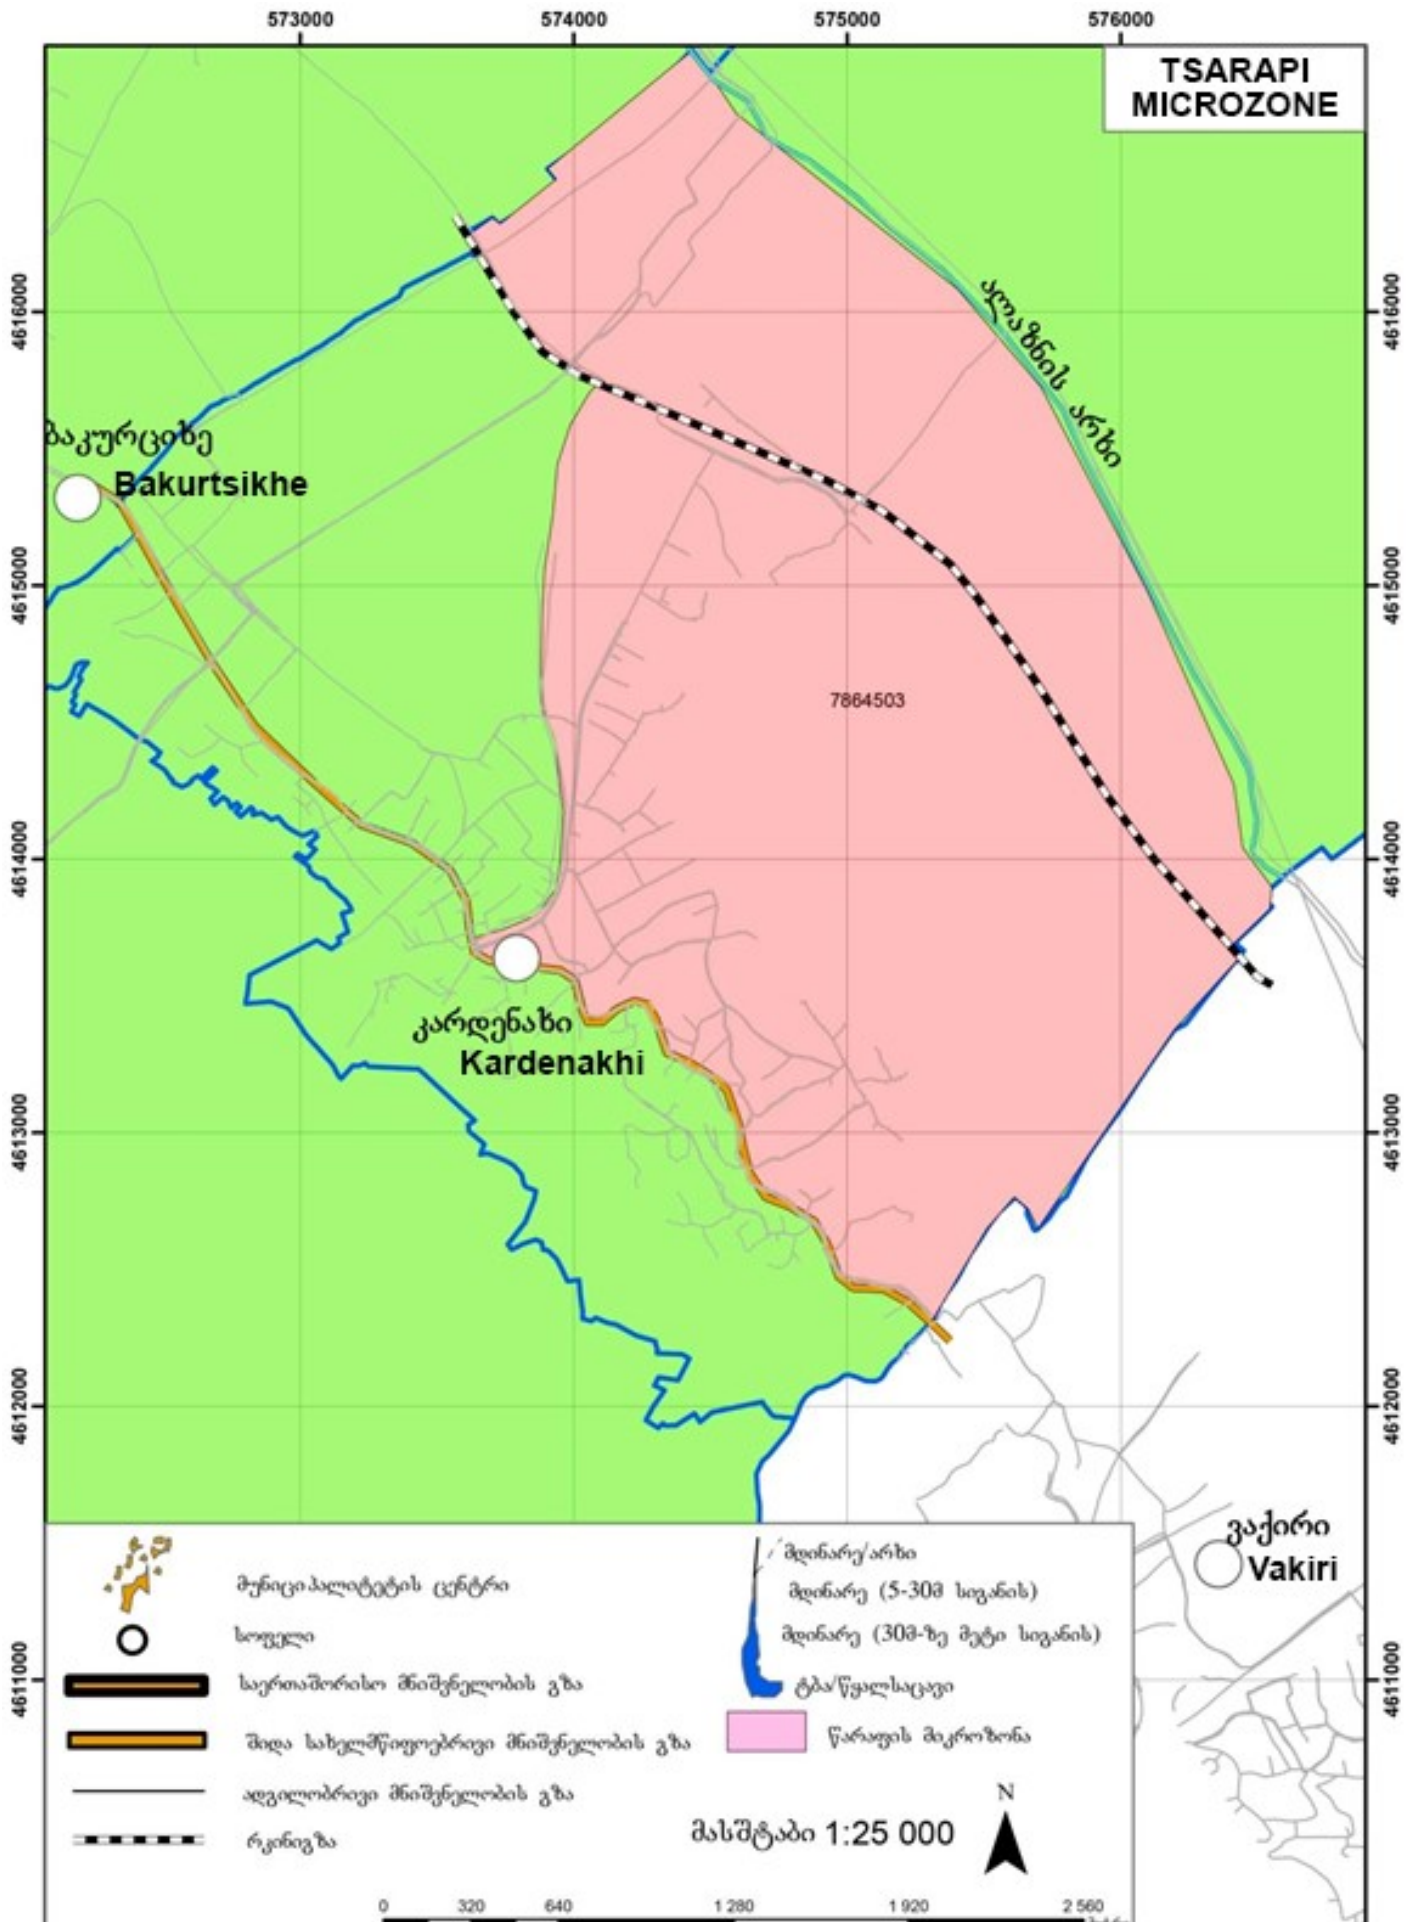 573000 574000 575000 576000
TSARAPI
MICROZONE
4616000
4616000
ალაზნის არხი
ბაკურციხე
Bakurtsikhe
4615000
4615000
7864503
4614000
4614000
კარდენახი
Kardenakhi
4613000
4613000
4612000
4612000
ვაქირი
Vakiri
4611000
4611000
მუნიციპალიტეტის ცენტრი
სოფელი
საერთაშორისო მნიშვნელობის გზა
შიდა სახელმწიფოებრივი მნიშვნელობის გზა
ადგილობრივი მნიშვნელობის გზა
რკინიგზა
მდინარე/არხი
მდინარე (5-30მ სიგანის)
მდინარე (30მ-ზე მეტი სიგანის)
ტბა/წყალსაცავი
წარაფის მიკროზონა
N
მასშტაბი 1:25 000
0 320 640 1 280 1 920 2 560